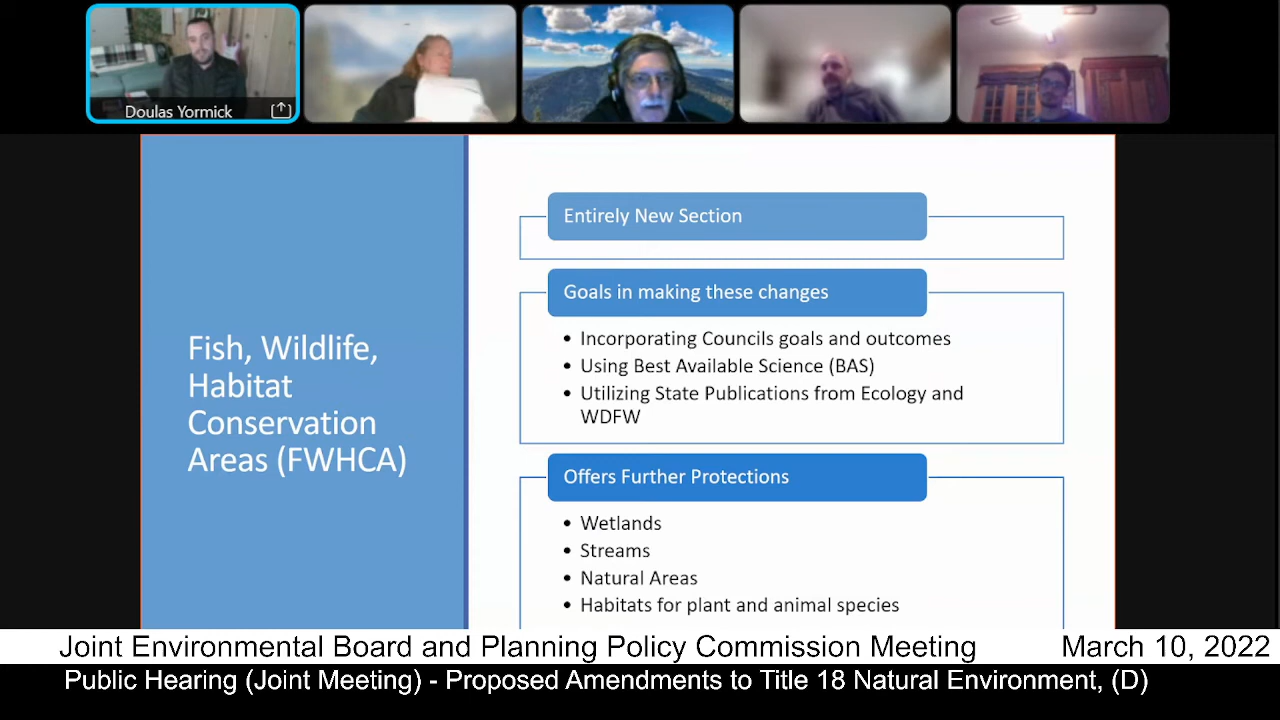 Doulas Yormick
Fish, Wildlife,
Habitat
Conservation
Areas (FWHCA)
Entirely New Section
Goals in making these changes
• Incorporating Councils goals and outcomes
• Using Best Available Science (BAS)
• Utilizing State Publications from Ecology and
WDFW
Offers Further Protections
• Wetlands
• Streams
• Natural Areas
• Habitats for plant and animal species
Joint Environmental Board and Planning Policy Commission Meeting March 10, 2022
Public Hearing (Joint Meeting) - Proposed Amendments to Title 18 Natural Environment, (D)